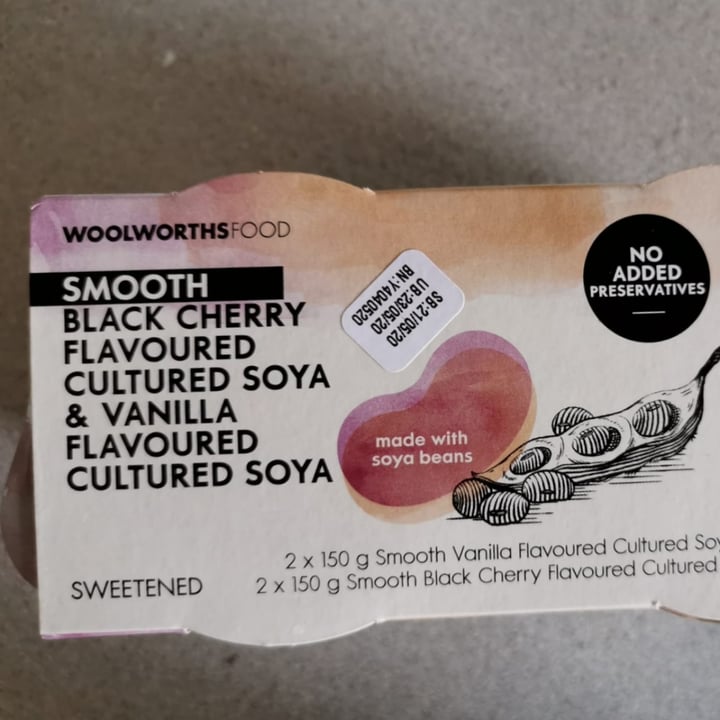 WOOLWORTHSFOOD
SMOOTH
BLACK CHERRY
FLAVOURED
CULTURED SOYA
& VANILLA
FLAVOURED
CULTURED SOYA
SWEETENED
SB:21/05/20
UB:23/05/20
BN:Y4040520
NO
ADDED
PRESERVATIVES
made with
soya beans
2 x 150 g Smooth Vanilla Flavoured Cultured Soy
2 x 150 g Smooth Black Cherry Flavoured Cultured